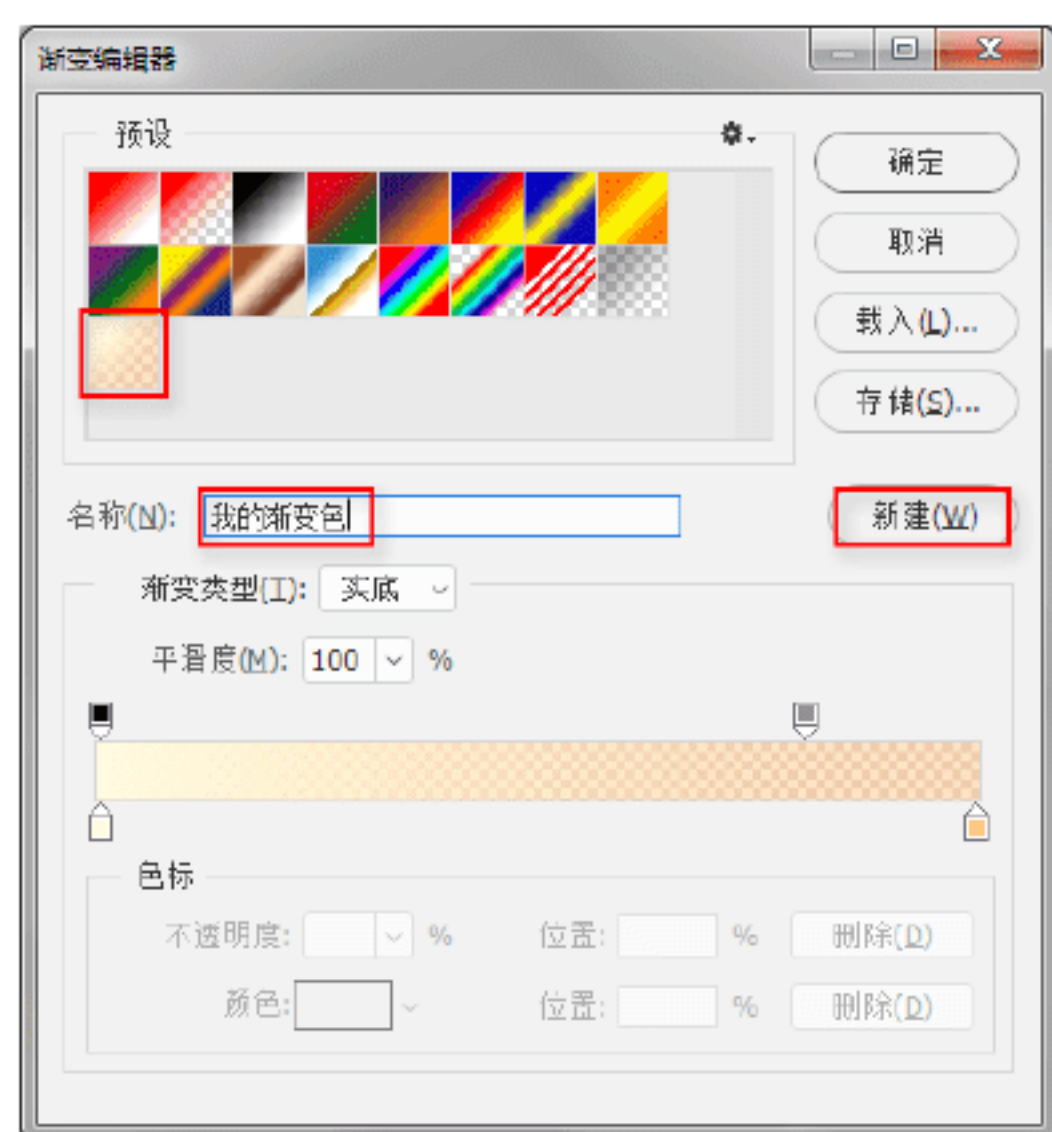 渐变编辑器
预设
确定
取消
载入(L)...
存储(S)...
名称(N): 我的渐变色
新建(W)
渐变类型(T): 实底
平滑度(M): 100 %
色标
不透明度: % 位置: % 删除(D)
颜色: 位置: % 删除(D)